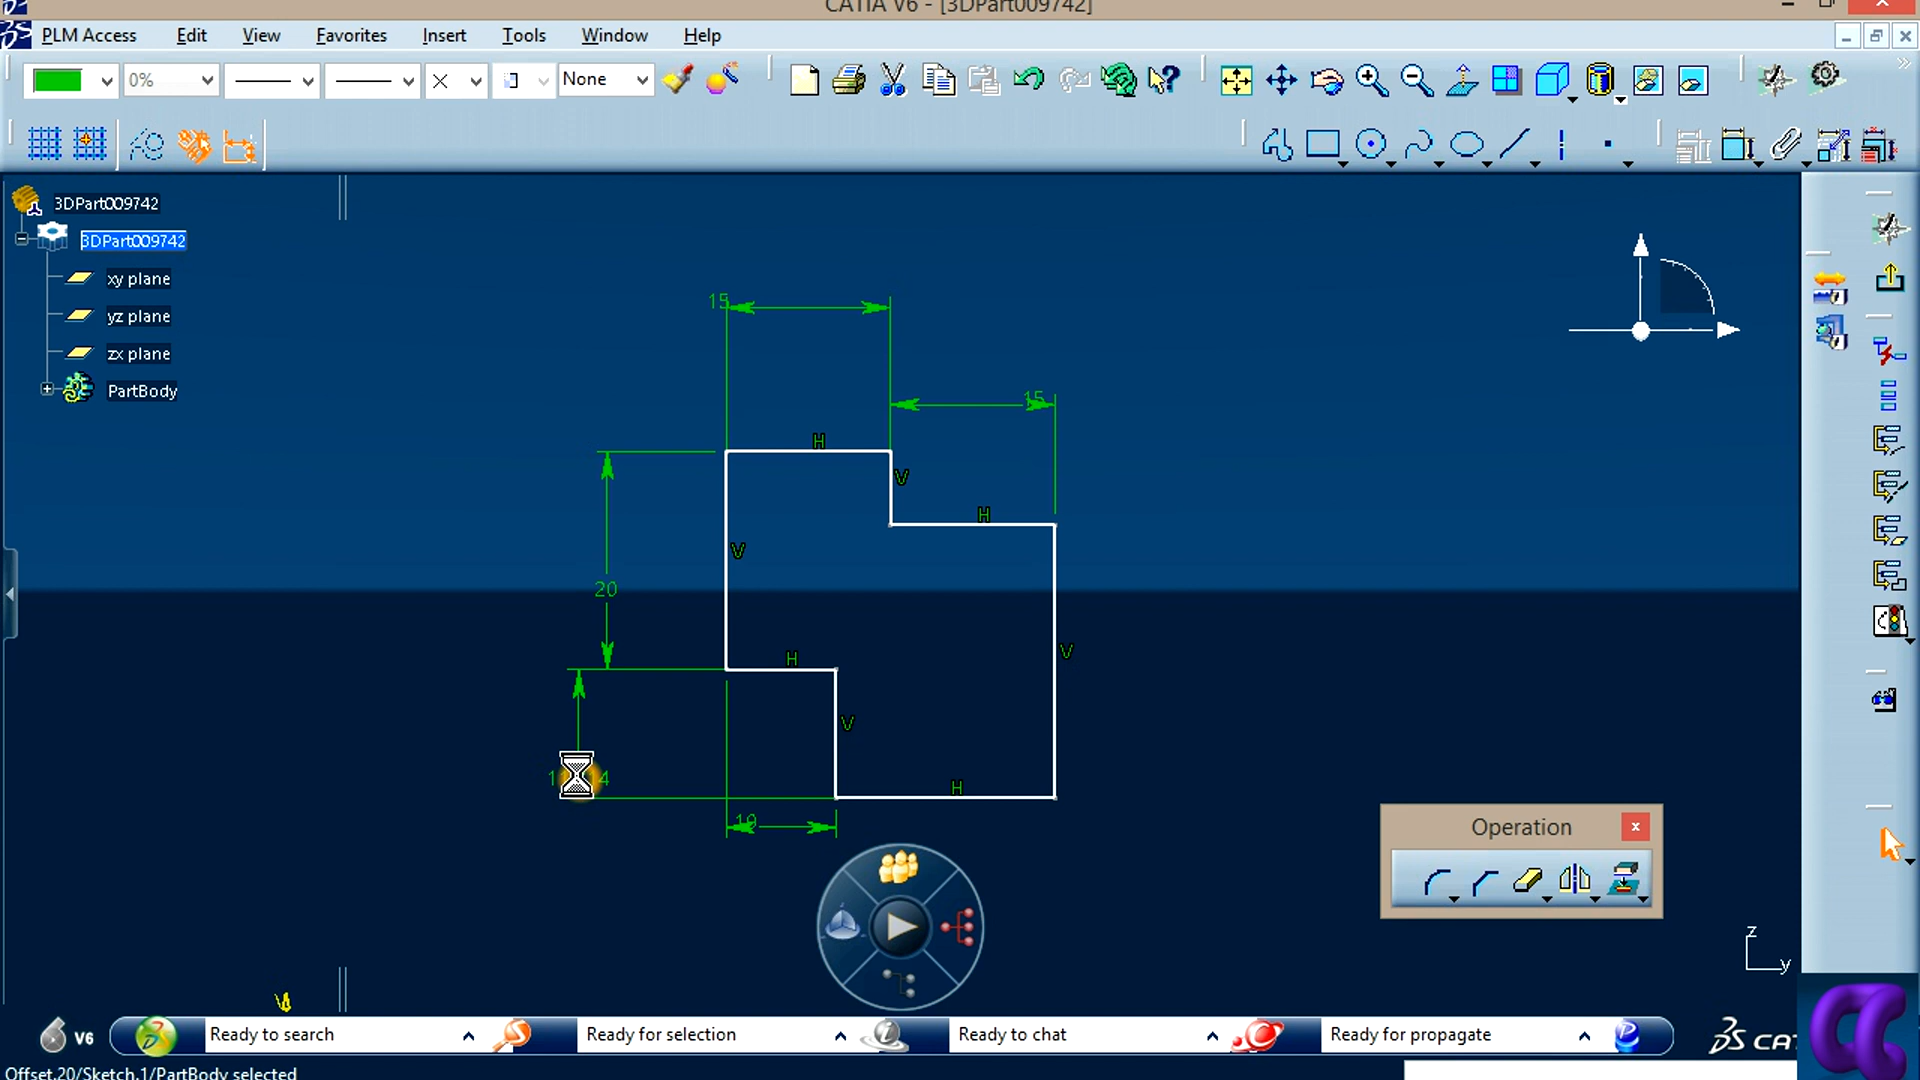 CATIA V6 - [3DPart009742]
PLM Access Edit View Favorites Insert Tools Window Help
0% None
3DPart009742
3DPart009742
xy plane
yz plane
zx plane
PartBody
15
15
H
V
H
V
20
H
V
V
H
10
Operation
z
y
V6 Ready to search Ready for selection Ready to chat Ready for propagate
Offset.20/Sketch.1/PartBody selected